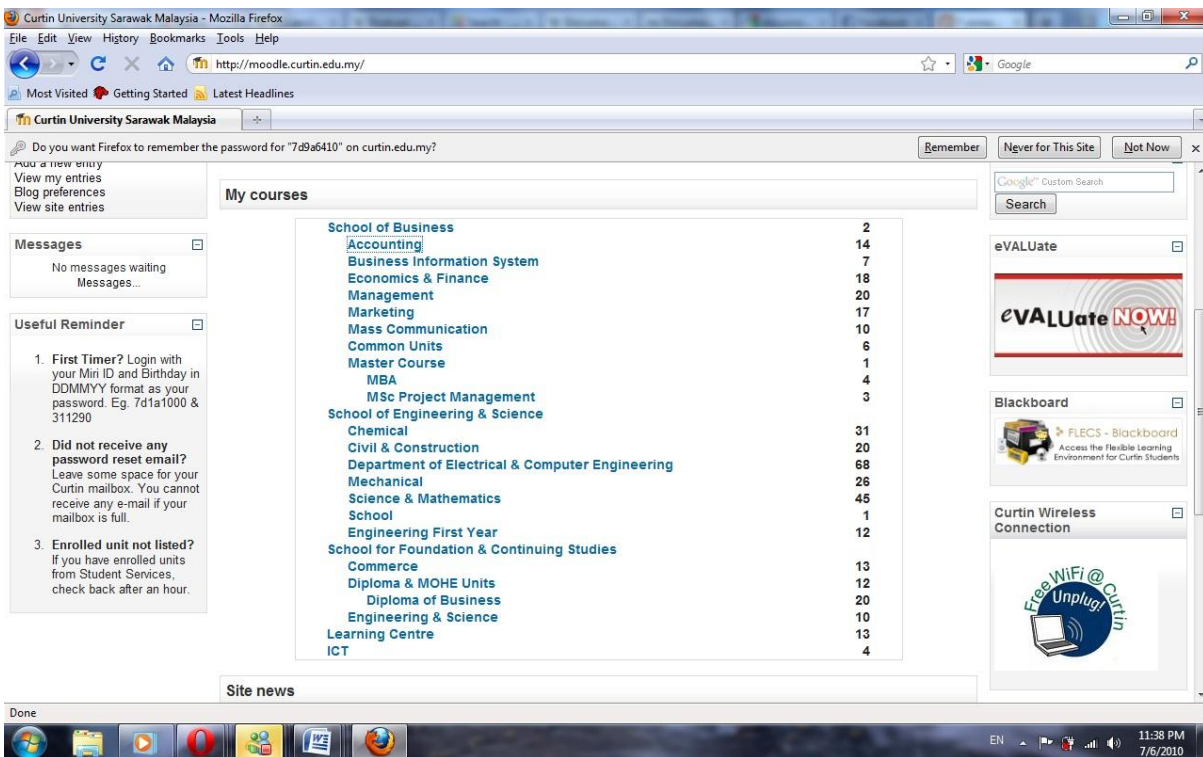 Curtin University Sarawak Malaysia - Mozilla Firefox
File Edit View History Bookmarks Tools Help
http://moodle.curtin.edu.my/
Google
Most Visited Getting Started Latest Headlines
Curtin University Sarawak Malaysia
Do you want Firefox to remember the password for "7d9a6410" on curtin.edu.my?
Remember Never for This Site Not Now
Add a new entry
View my entries
Blog preferences
View site entries
Messages
No messages waiting
Messages...
Useful Reminder
1. First Timer? Login with
your Miri ID and Birthday in
DDMMYY format as your
password. Eg. 7d1a1000 &
311290
2. Did not receive any
password reset email?
Leave some space for your
Curtin mailbox. You cannot
receive any e-mail if your
mailbox is full.
3. Enrolled unit not listed?
If you have enrolled units
from Student Services,
check back after an hour.
My courses
School of Business 2
Accounting 14
Business Information System 7
Economics & Finance 18
Management 20
Marketing 17
Mass Communication 10
Common Units 6
Master Course 1
MBA 4
MSc Project Management 3
School of Engineering & Science
Chemical 31
Civil & Construction 20
Department of Electrical & Computer Engineering 68
Mechanical 26
Science & Mathematics 45
School 1
Engineering First Year 12
School for Foundation & Continuing Studies
Commerce 13
Diploma & MOHE Units 12
Diploma of Business 20
Engineering & Science 10
Learning Centre 13
ICT 4
Site news
Google™ Custom Search
Search
eVALUate
eVALUate NOW!
Blackboard
FLECS - Blackboard
Access the Flexible Learning
Environment for Curtin Students
Curtin Wireless
Connection
Free WiFi @ Curtin
Unplug!
Done
EN
11:38 PM
7/6/2010